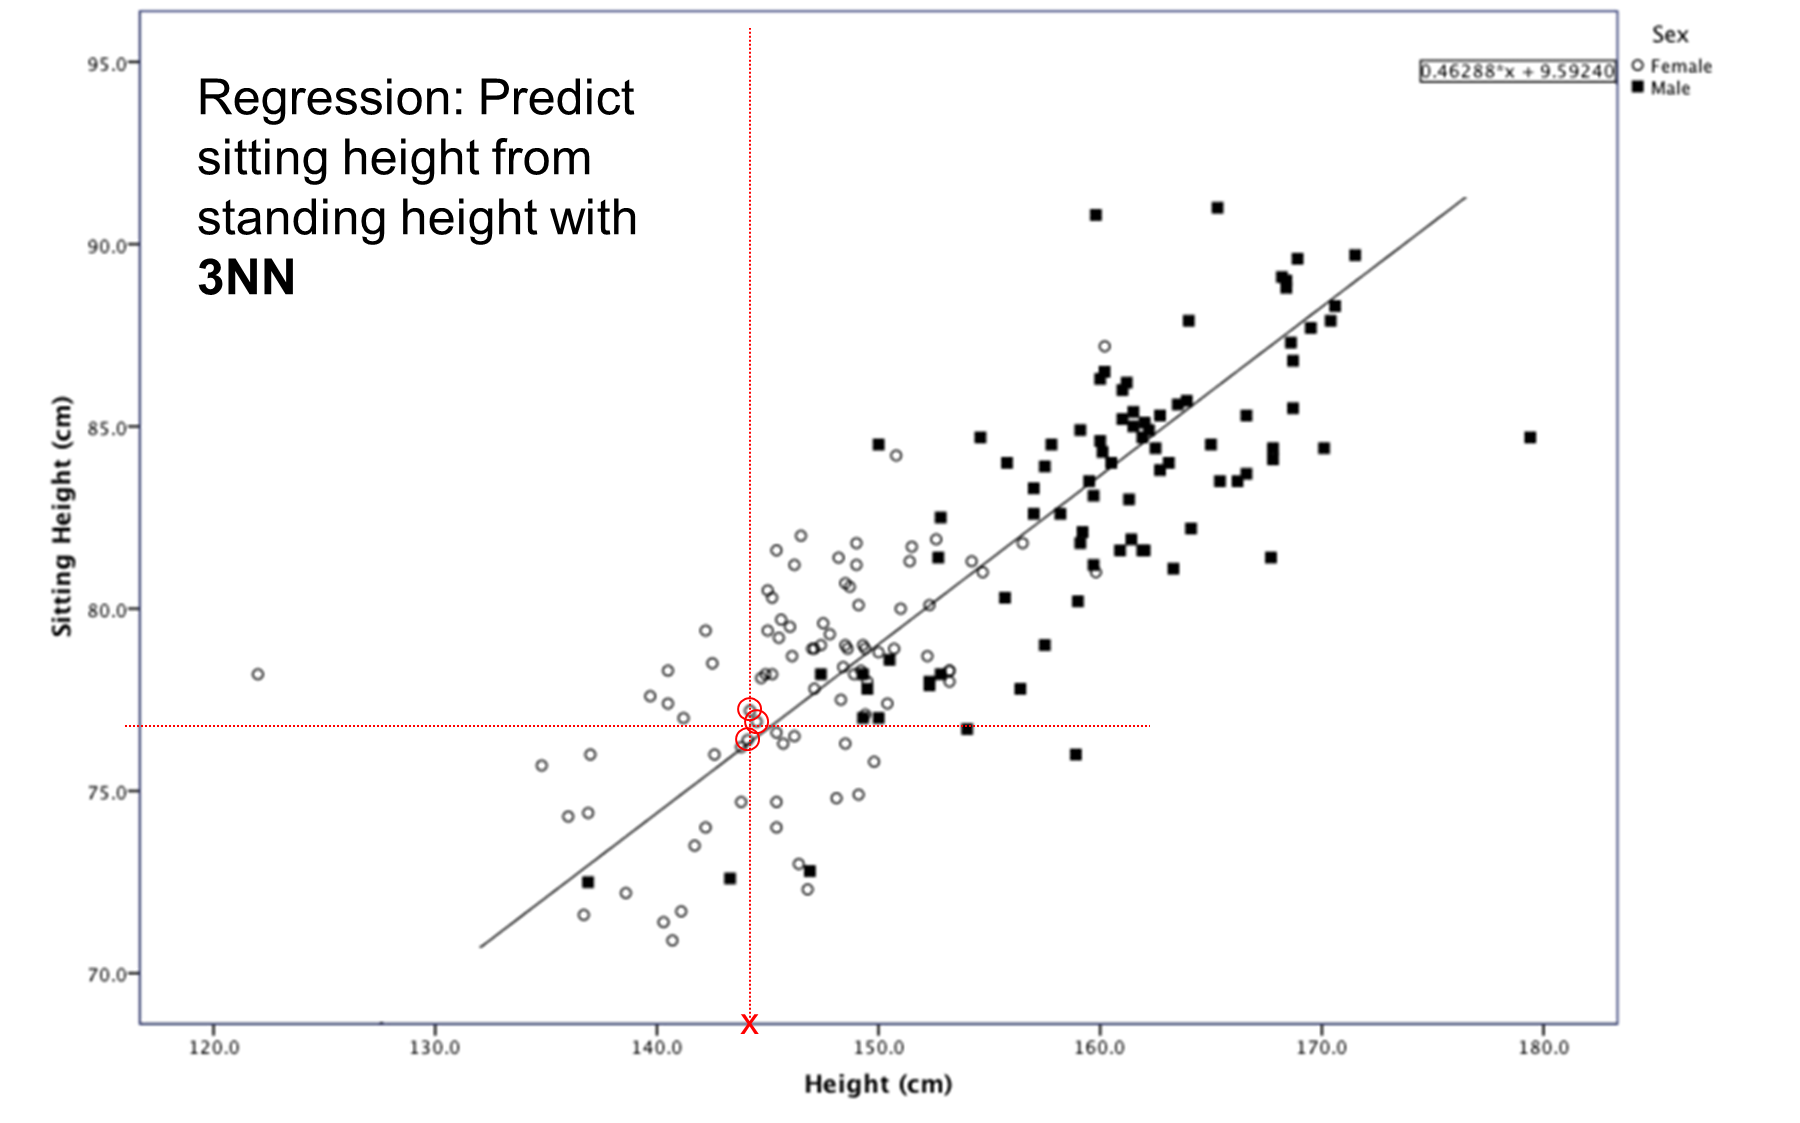 Regression: Predict
sitting height from
standing height with
3NN
0.46288*x + 9.59240
Sex
Female
Male
Sitting Height (cm)
95.0
90.0
85.0
80.0
75.0
70.0
X
120.0 130.0 140.0 150.0 160.0 170.0 180.0
Height (cm)